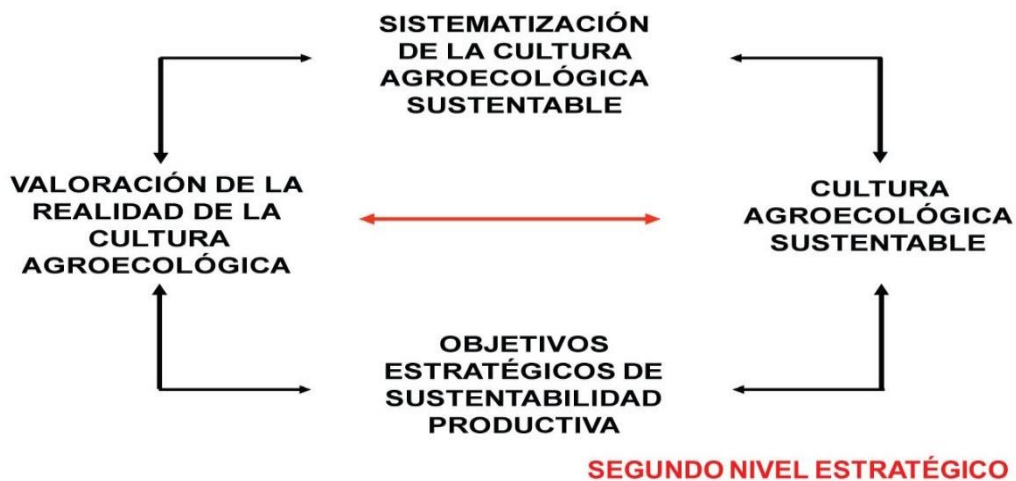 SISTEMATIZACIÓN
DE LA CULTURA
AGROECOLÓGICA
SUSTENTABLE
VALORACIÓN DE LA
REALIDAD DE LA
CULTURA
AGROECOLÓGICA
CULTURA
AGROECOLÓGICA
SUSTENTABLE
OBJETIVOS
ESTRATÉGICOS DE
SUSTENTABILIDAD
PRODUCTIVA
SEGUNDO NIVEL ESTRATÉGICO